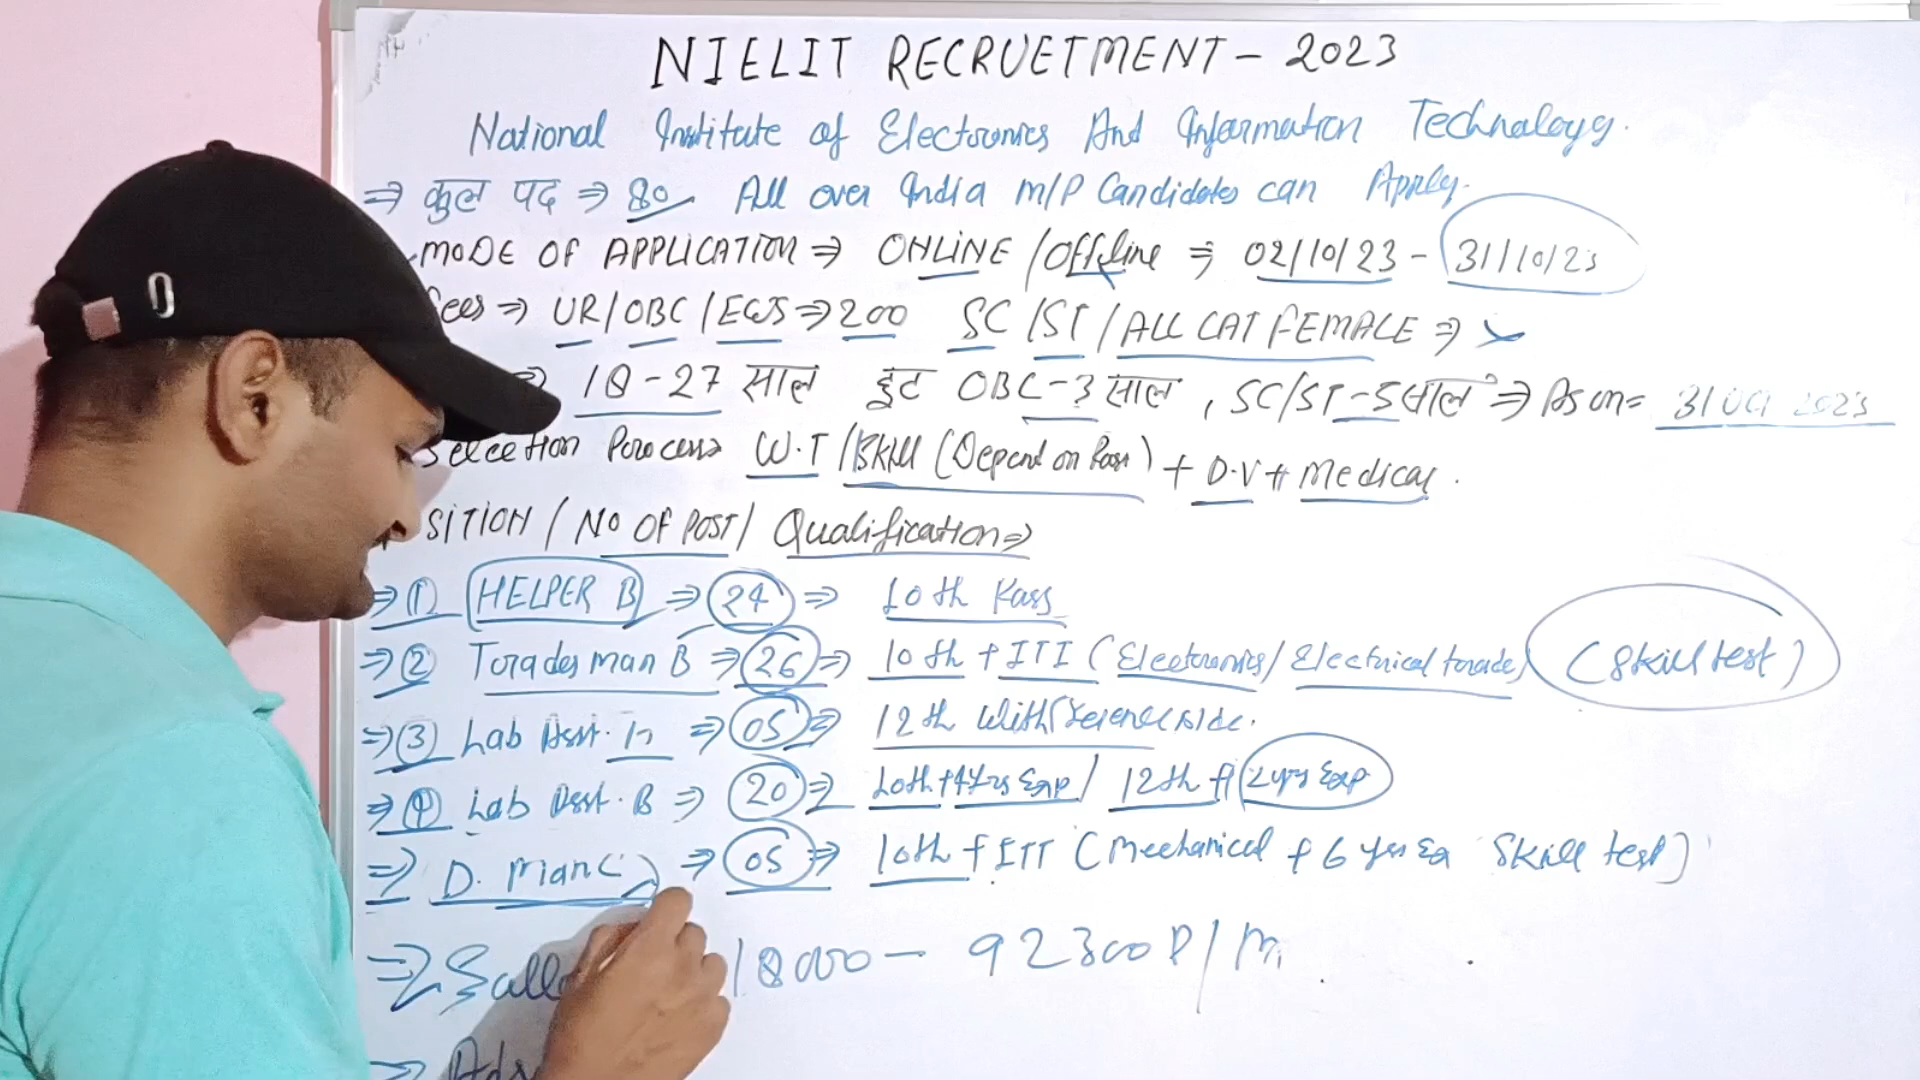 NIELIT RECRUETMENT - 2023
National Institute of Electronics And Information Technology.
⇒ कुल पद ⇒ 80 All over India M/P Candidates can Apply.
MODE OF APPLICATION ⇒ ONLINE / Offline ⇒ 02/10/23 - 31/10/23
fees ⇒ UR/OBC/EWS ⇒ 200 SC/ST/ALL CAT FEMALE ⇒ ✗
⇒ 18-27 साल छूट OBC-3 साल, SC/ST-5 साल ⇒ As on = 31 Oct 2023
Selection Process W.T / Skill (Depend on Post) + D.V + Medical.
SITION / No OF POST / Qualification ⇒
⇒ ① HELPER B ⇒ 24 ⇒ 10th Pass
⇒ ② Tradesman B ⇒ 26 ⇒ 10th + ITI (Electronics/Electrical trade) (Skill test)
⇒ ③ Lab Asst. ⇒ 05 ⇒ 12th With Science side.
⇒ ④ Lab Asst. B ⇒ 20 ⇒ 10th + 4 yrs Exp / 12th + 2 yrs Exp
⇒ D. Man C ⇒ 05 ⇒ 10th + ITI (Mechanical + 6 yrs Ex Skill test)
⇒ Sall 18000 - 92300 P/M.
⇒ Adv